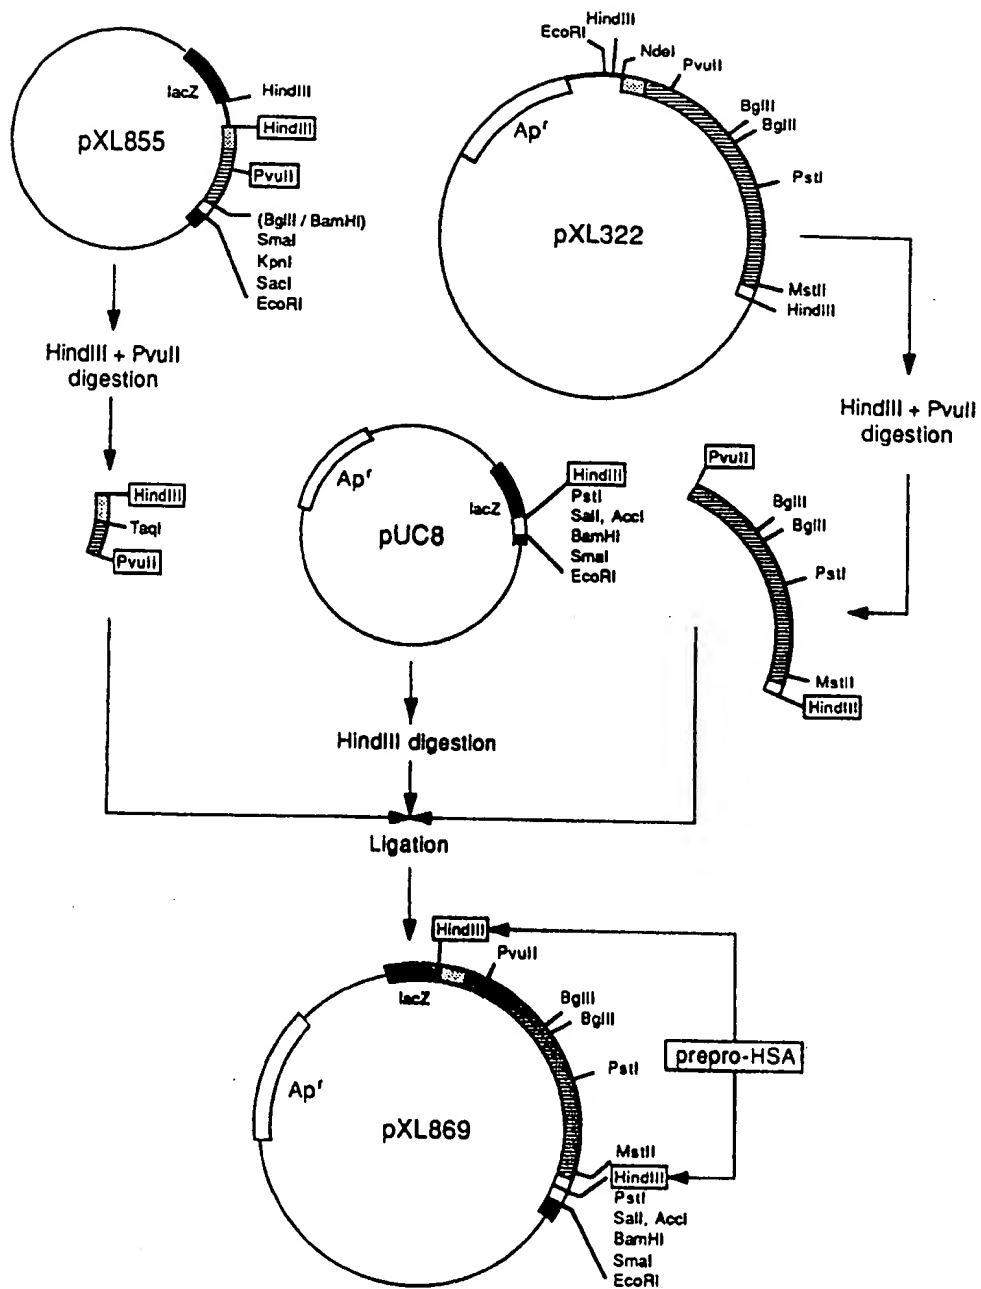 lacZ
HindIII
HindIII
pXL855
PvuII
(BglII / BamHI)
SmaI
KpnI
SacI
EcoRI
HindIII + PvuII
digestion
HindIII
TaqI
PvuII
HindIII
EcoRI
NdeI
PvuII
Apʳ
BglII
BglII
PstI
pXL322
MstII
HindIII
HindIII + PvuII
digestion
PvuII
BglII
BglII
PstI
MstII
HindIII
Apʳ
lacZ
pUC8
HindIII
PstI
SalI, AccI
BamHI
SmaI
EcoRI
HindIII digestion
Ligation
HindIII
PvuII
lacZ
BglII
BglII
prepro-HSA
PstI
Apʳ
pXL869
MstII
HindIII
PstI
SalI, AccI
BamHI
SmaI
EcoRI